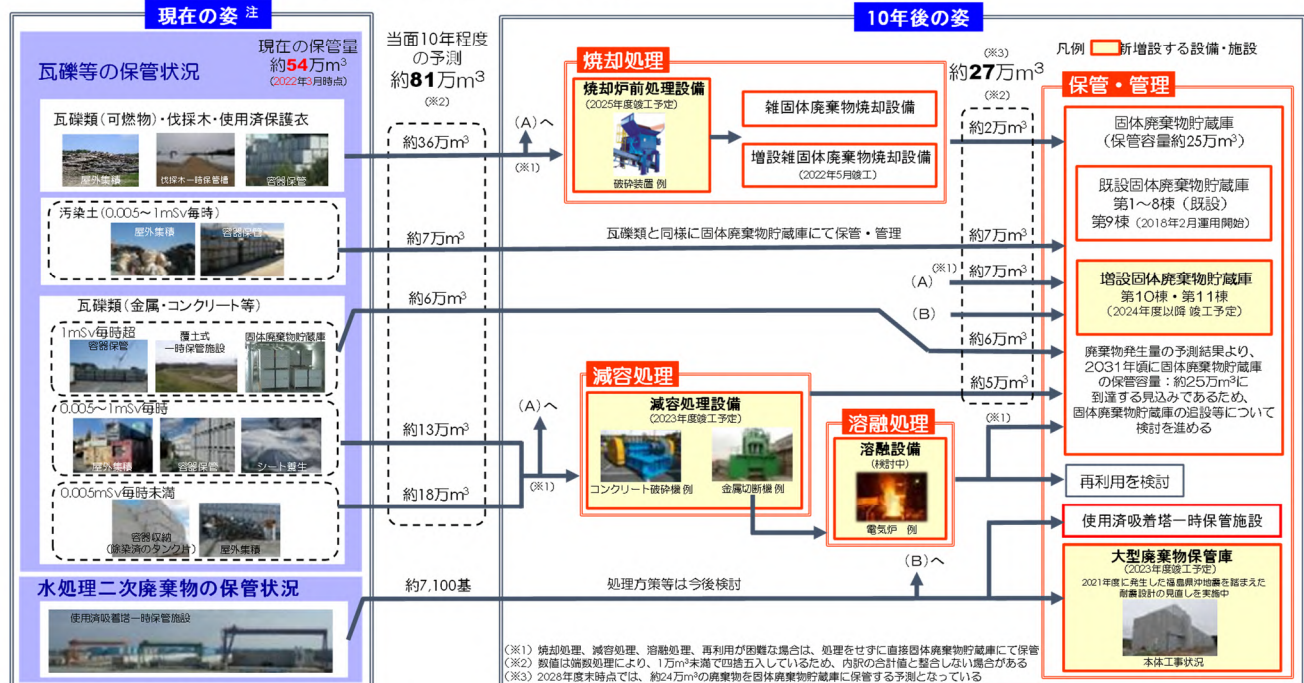 現在の姿 注
瓦礫等の保管状況
現在の保管量
約54万m³
(2022年3月時点)
瓦礫類(可燃物)・伐採木・使用済保護衣
屋外集積
伐採木一時保管槽
容器保管
汚染土(0.005～1mSv毎時)
屋外集積
容器保管
瓦礫類(金属・コンクリート等)
1mSv毎時超
容器保管
覆土式
一時保管施設
固体廃棄物貯蔵庫
0.005～1mSv毎時
屋外集積
容器保管
シート養生
0.005mSv毎時未満
容器収納
(除染済のタンク片)
屋外集積
水処理二次廃棄物の保管状況
使用済吸着塔一時保管施設
当面10年程度
の予測
約81万m³
(※2)
約36万m³
約7万m³
約6万m³
約13万m³
約18万m³
約7,100基
10年後の姿
凡例 新増設する設備・施設
(A)へ
(※1)
焼却処理
焼却炉前処理設備
(2025年度竣工予定)
破砕装置 例
雑固体廃棄物焼却設備
増設雑固体廃棄物焼却設備
(2022年5月竣工)
瓦礫類と同様に固体廃棄物貯蔵庫にて保管・管理
(A)へ
(※1)
減容処理
減容処理設備
(2023年度竣工予定)
コンクリート破砕機 例
金属切断機 例
溶融処理
溶融設備
(検討中)
電気炉 例
処理方策等は今後検討
(B)へ
(※3)
約27万m³
(※2)
約2万m³
約7万m³
(A)
(※1)
約7万m³
(B)
約6万m³
約5万m³
(※1)
保管・管理
固体廃棄物貯蔵庫
(保管容量約25万m³)
既設固体廃棄物貯蔵庫
第1～8棟(既設)
第9棟(2018年2月運用開始)
増設固体廃棄物貯蔵庫
第10棟・第11棟
(2024年度以降 竣工予定)
廃棄物発生量の予測結果より、
2031年頃に固体廃棄物貯蔵庫
の保管容量：約25万m³に
到達する見込みであるため、
固体廃棄物貯蔵庫の追設等について
検討を進める
再利用を検討
使用済吸着塔一時保管施設
大型廃棄物保管庫
(2023年度竣工予定)
2021年度に発生した福島県沖地震を踏まえた
耐震設計の見直しを実施中
本体工事状況
(※1) 焼却処理、減容処理、溶融処理、再利用が困難な場合は、処理をせずに直接固体廃棄物貯蔵庫にて保管
(※2) 数値は端数処理により、1万m³未満で四捨五入しているため、内訳の合計値と整合しない場合がある
(※3) 2028年度末時点では、約24万m³の廃棄物を固体廃棄物貯蔵庫に保管する予測となっている